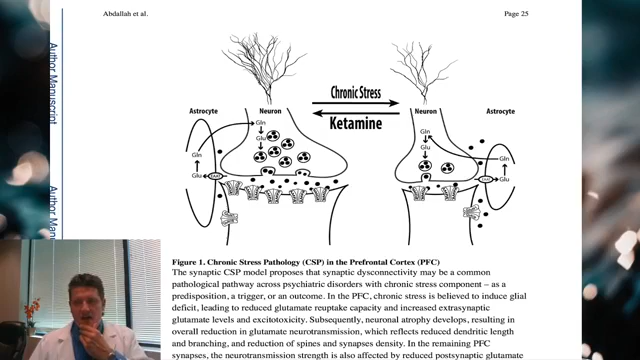 Abdallah et al.
Page 25
Author Manuscript
Author Manuscript
Chronic Stress
Ketamine
Astrocyte
Neuron
Neuron
Astrocyte
Gln
Glu
Gln
Glu
Gln
Glu
Gln
Glu
Figure 1. Chronic Stress Pathology (CSP) in the Prefrontal Cortex (PFC)
The synaptic CSP model proposes that synaptic dysconnectivity may be a common
pathological pathway across psychiatric disorders with chronic stress component – as a
predisposition, a trigger, or an outcome. In the PFC, chronic stress is believed to induce glial
deficit, leading to reduced glutamate reuptake capacity and increased extrasynaptic
glutamate levels and excitotoxicity. Subsequently, neuronal atrophy develops, resulting in
overall reduction in glutamate neurotransmission, which reflects reduced dendritic length
and branching, and reduction of spines and synapses density. In the remaining PFC
synapses, the neurotransmission strength is also affected by reduced postsynaptic glutamate